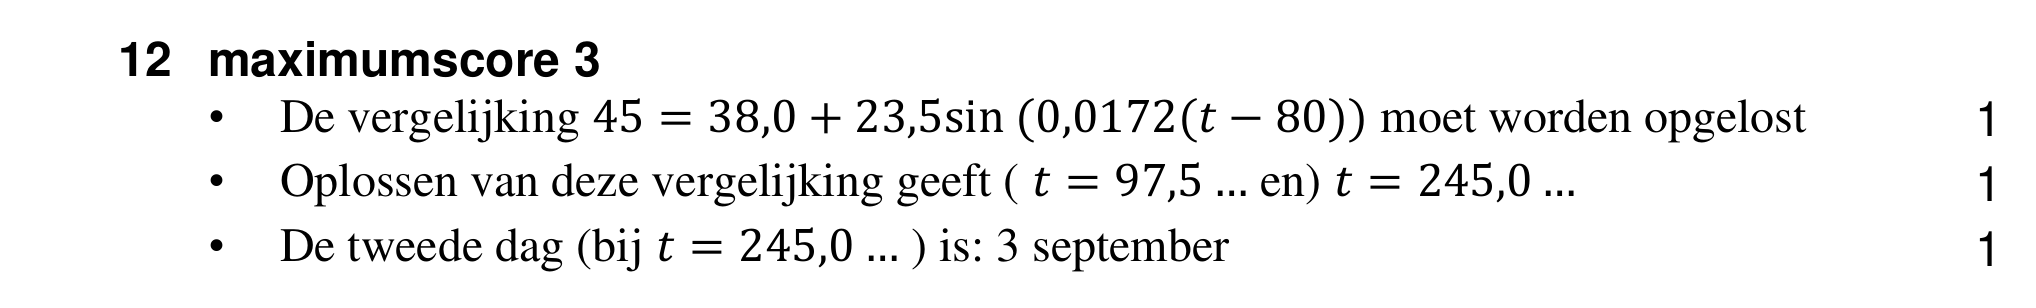 12 maximumscore 3
• De vergelijking 45 = 38,0 + 23,5sin (0,0172(t − 80)) moet worden opgelost 1
• Oplossen van deze vergelijking geeft ( t = 97,5 ... en) t = 245,0 ... 1
• De tweede dag (bij t = 245,0 ... ) is: 3 september 1